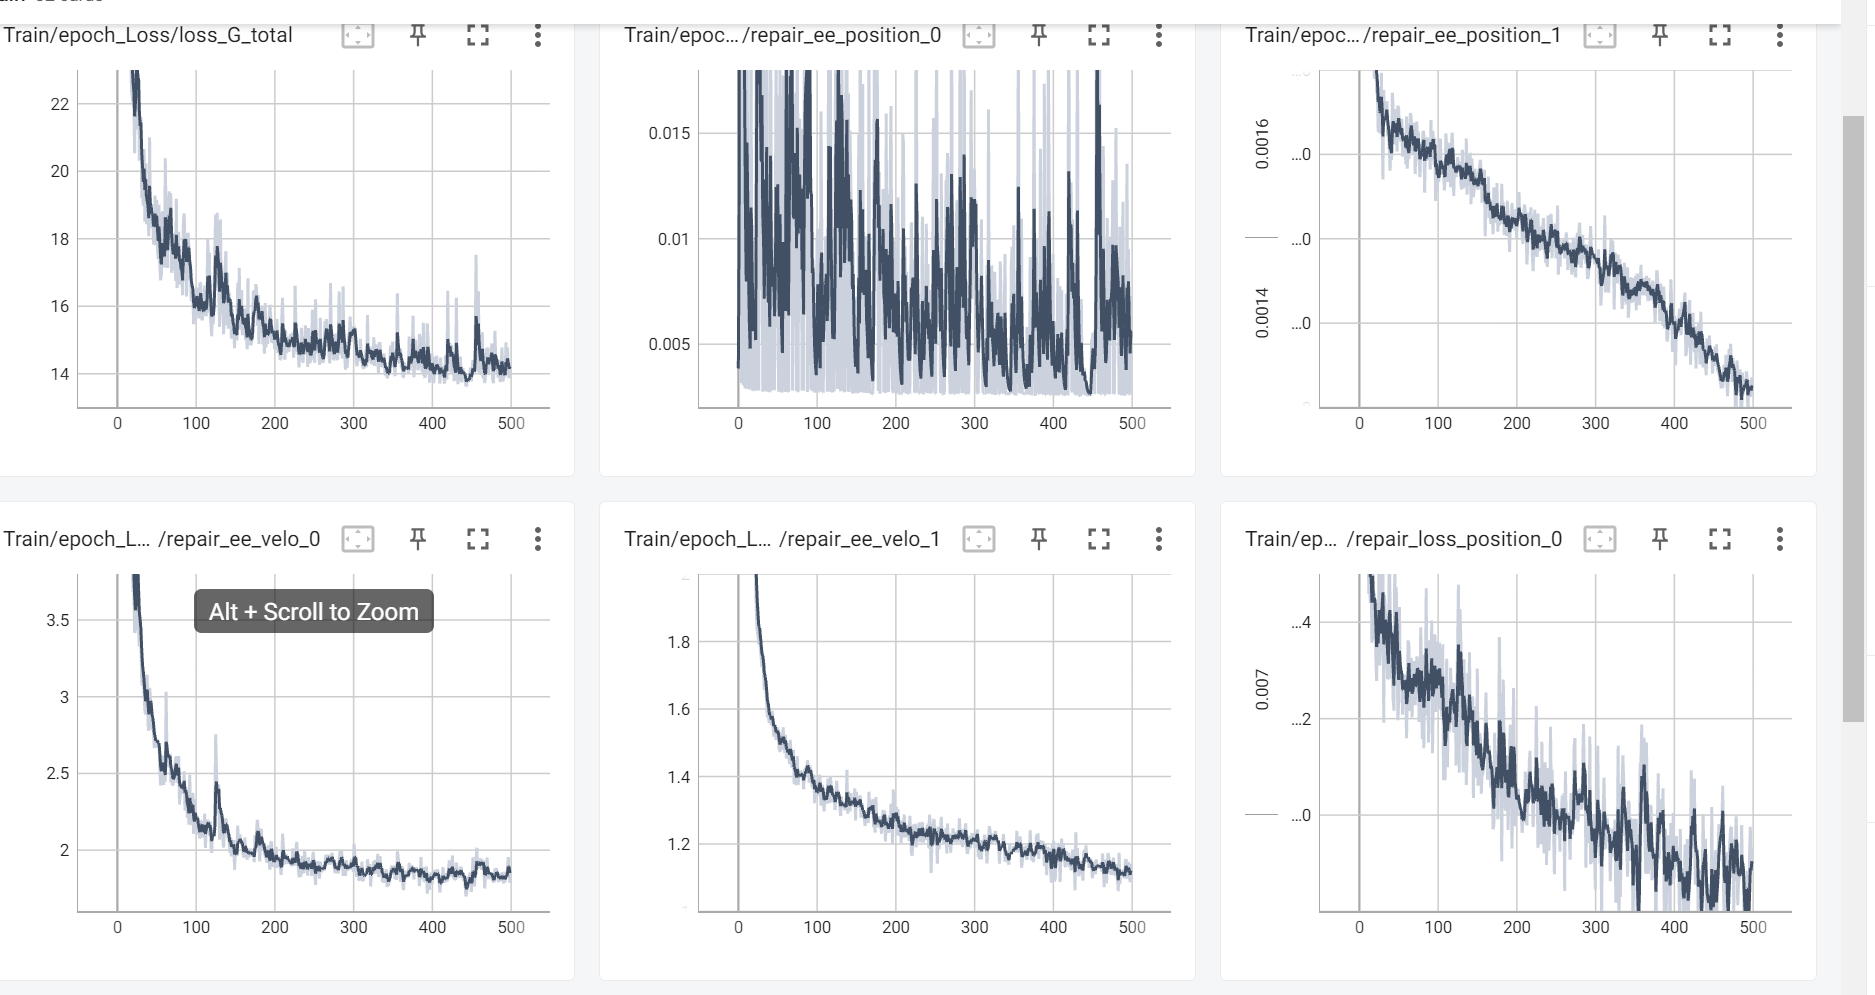 Train/epoch_Loss/loss_G_total
22
20
18
16
14
0 100 200 300 400 500
Train/epoc... /repair_ee_position_0
0.015
0.01
0.005
0 100 200 300 400 500
Train/epoc... /repair_ee_position_1
0.0016
0.0014
...0
...0
...0
0 100 200 300 400 500
Train/epoch_L... /repair_ee_velo_0
Alt + Scroll to Zoom
3.5
3
2.5
2
0 100 200 300 400 500
Train/epoch_L... /repair_ee_velo_1
1.8
1.6
1.4
1.2
0 100 200 300 400 500
Train/ep... /repair_loss_position_0
0.007
...4
...2
...0
0 100 200 300 400 500